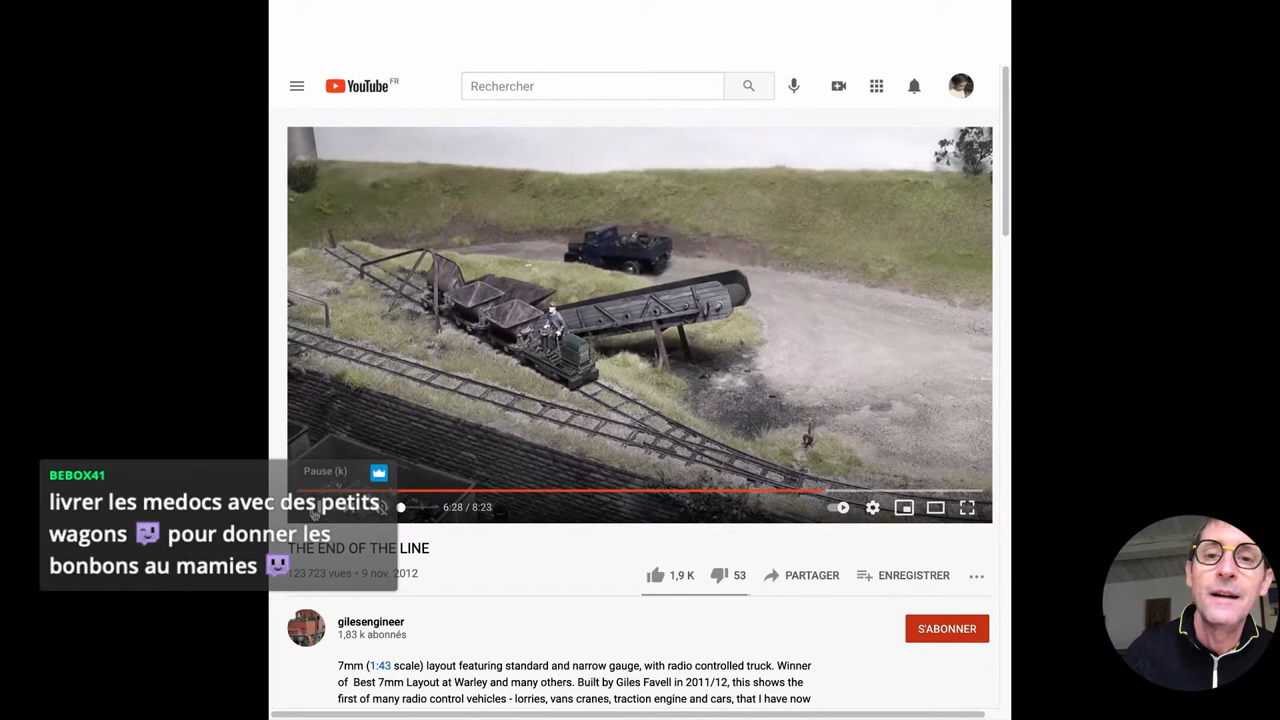 YouTube FR
Rechercher
Pause (k)
6:28 / 8:23
BEBOX41
livrer les medocs avec des petits
wagons pour donner les
bonbons au mamies
THE END OF THE LINE
123 723 vues • 9 nov. 2012
1,9 K
53
PARTAGER
ENREGISTRER
gilesengineer
1,83 k abonnés
S'ABONNER
7mm (1:43 scale) layout featuring standard and narrow gauge, with radio controlled truck. Winner
of Best 7mm Layout at Warley and many others. Built by Giles Favell in 2011/12, this shows the
first of many radio control vehicles - lorries, vans cranes, traction engine and cars, that I have now